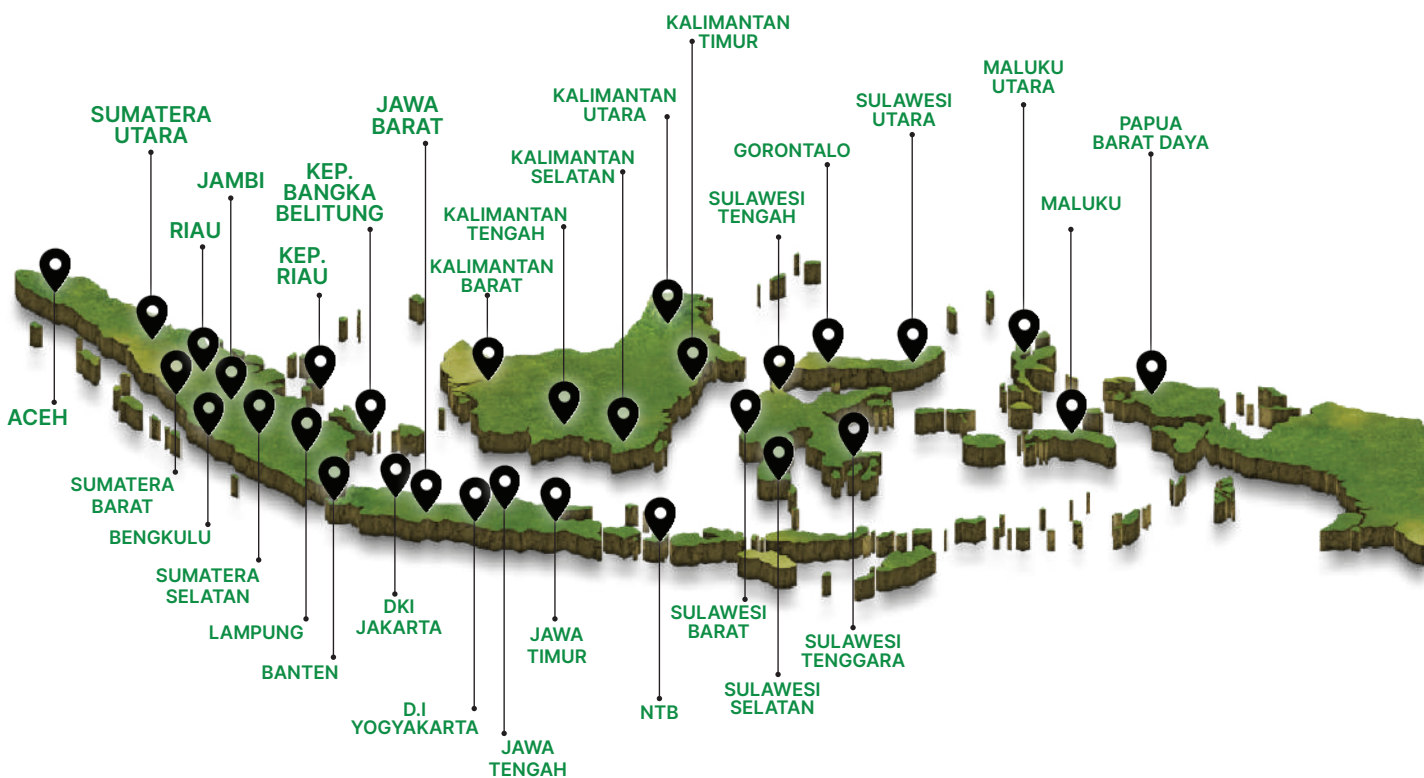 KALIMANTAN
TIMUR
MALUKU
UTARA
KALIMANTAN
UTARA
SULAWESI
UTARA
JAWA
BARAT
SUMATERA
UTARA
PAPUA
BARAT DAYA
GORONTALO
KALIMANTAN
SELATAN
KEP.
BANGKA
BELITUNG
JAMBI
SULAWESI
TENGAH
MALUKU
KALIMANTAN
TENGAH
RIAU
KEP.
RIAU
KALIMANTAN
BARAT
ACEH
SUMATERA
BARAT
BENGKULU
SUMATERA
SELATAN
LAMPUNG
BANTEN
DKI
JAKARTA
D.I
YOGYAKARTA
JAWA
TENGAH
JAWA
TIMUR
NTB
SULAWESI
BARAT
SULAWESI
SELATAN
SULAWESI
TENGGARA